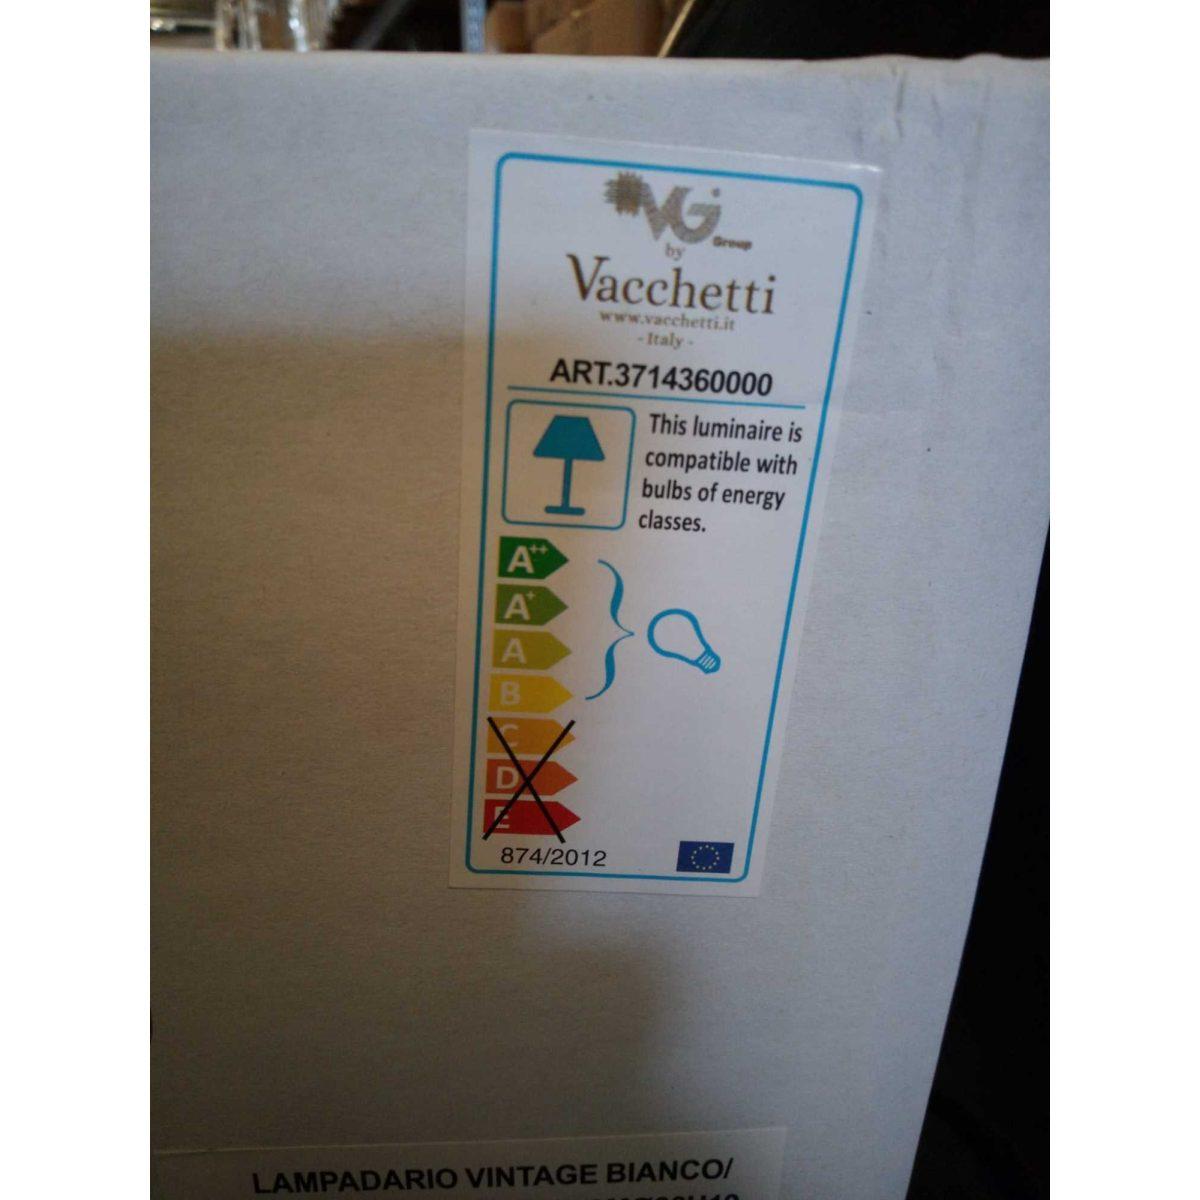 VG
Group
by
Vacchetti
www.vacchetti.it
- Italy -
ART.3714360000
This luminaire is
compatible with
bulbs of energy
classes.
A++
A+
A
B
C
D
E
874/2012
LAMPADARIO VINTAGE BIANCO/